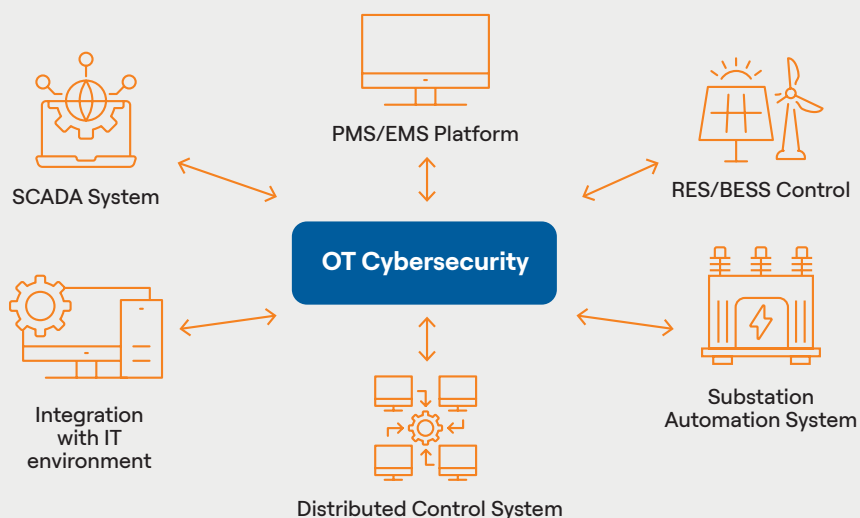 PMS/EMS Platform
SCADA System
RES/BESS Control
OT Cybersecurity
Integration
with IT
environment
Substation
Automation System
Distributed Control System